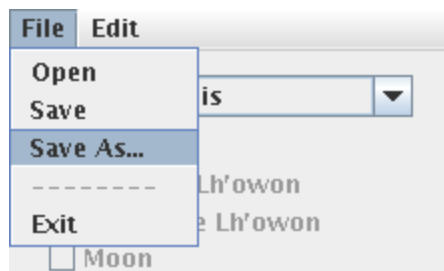 File Edit
Open
Save
is
Save As...
--------
Lh'owon
Exit
Lh'owon
Moon